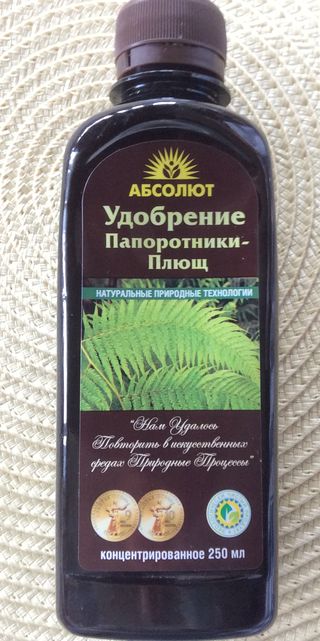 АБСОЛЮТ
Удобрение
Папоротники-
Плющ
НАТУРАЛЬНЫЕ ПРИРОДНЫЕ ТЕХНОЛОГИИ
"Нам Удалось
Повторить в искусственных
средах Природные Процессы"
концентрированное 250 мл